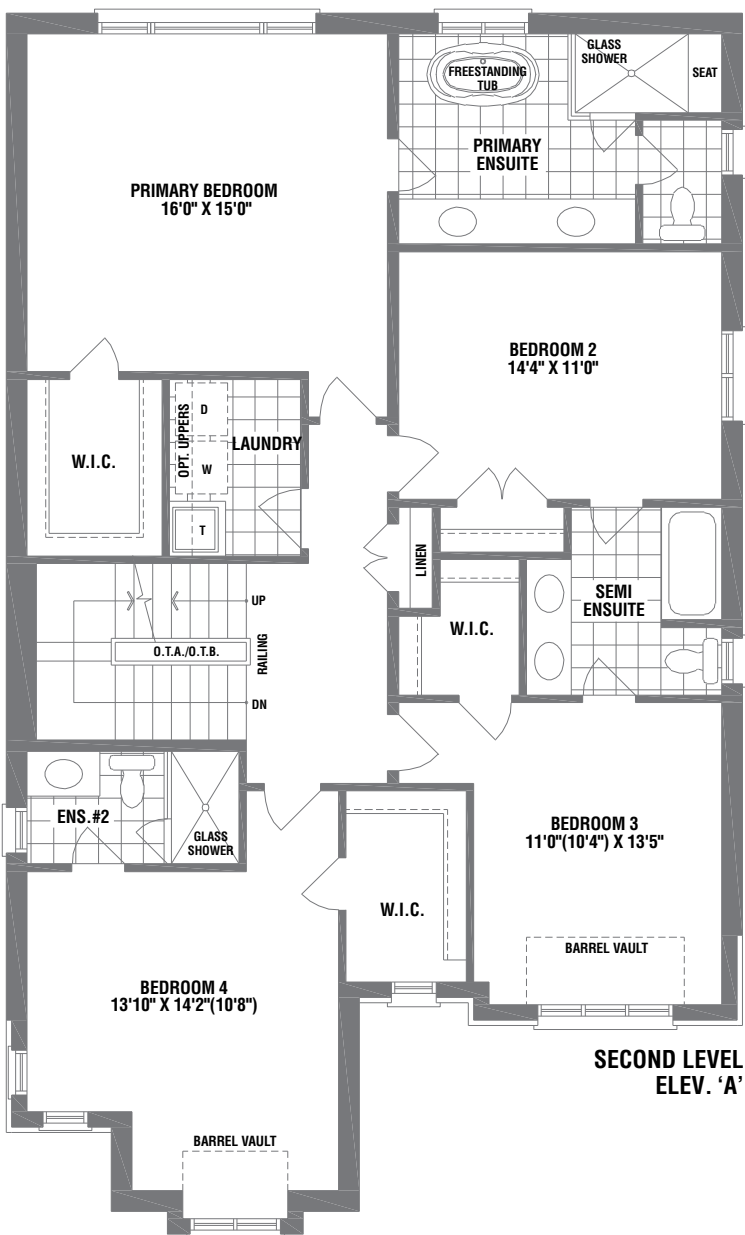 GLASS
SHOWER
SEAT
FREESTANDING
TUB
PRIMARY
ENSUITE
PRIMARY BEDROOM
16'0" X 15'0"
BEDROOM 2
14'4" X 11'0"
W.I.C.
OPT. UPPERS
D
W
T
LAUNDRY
LINEN
SEMI
ENSUITE
W.I.C.
UP
O.T.A./O.T.B.
RAILING
DN
ENS.#2
GLASS
SHOWER
BEDROOM 3
11'0"(10'4") X 13'5"
W.I.C.
BARREL VAULT
BEDROOM 4
13'10" X 14'2"(10'8")
BARREL VAULT
SECOND LEVEL
ELEV. ‘A’